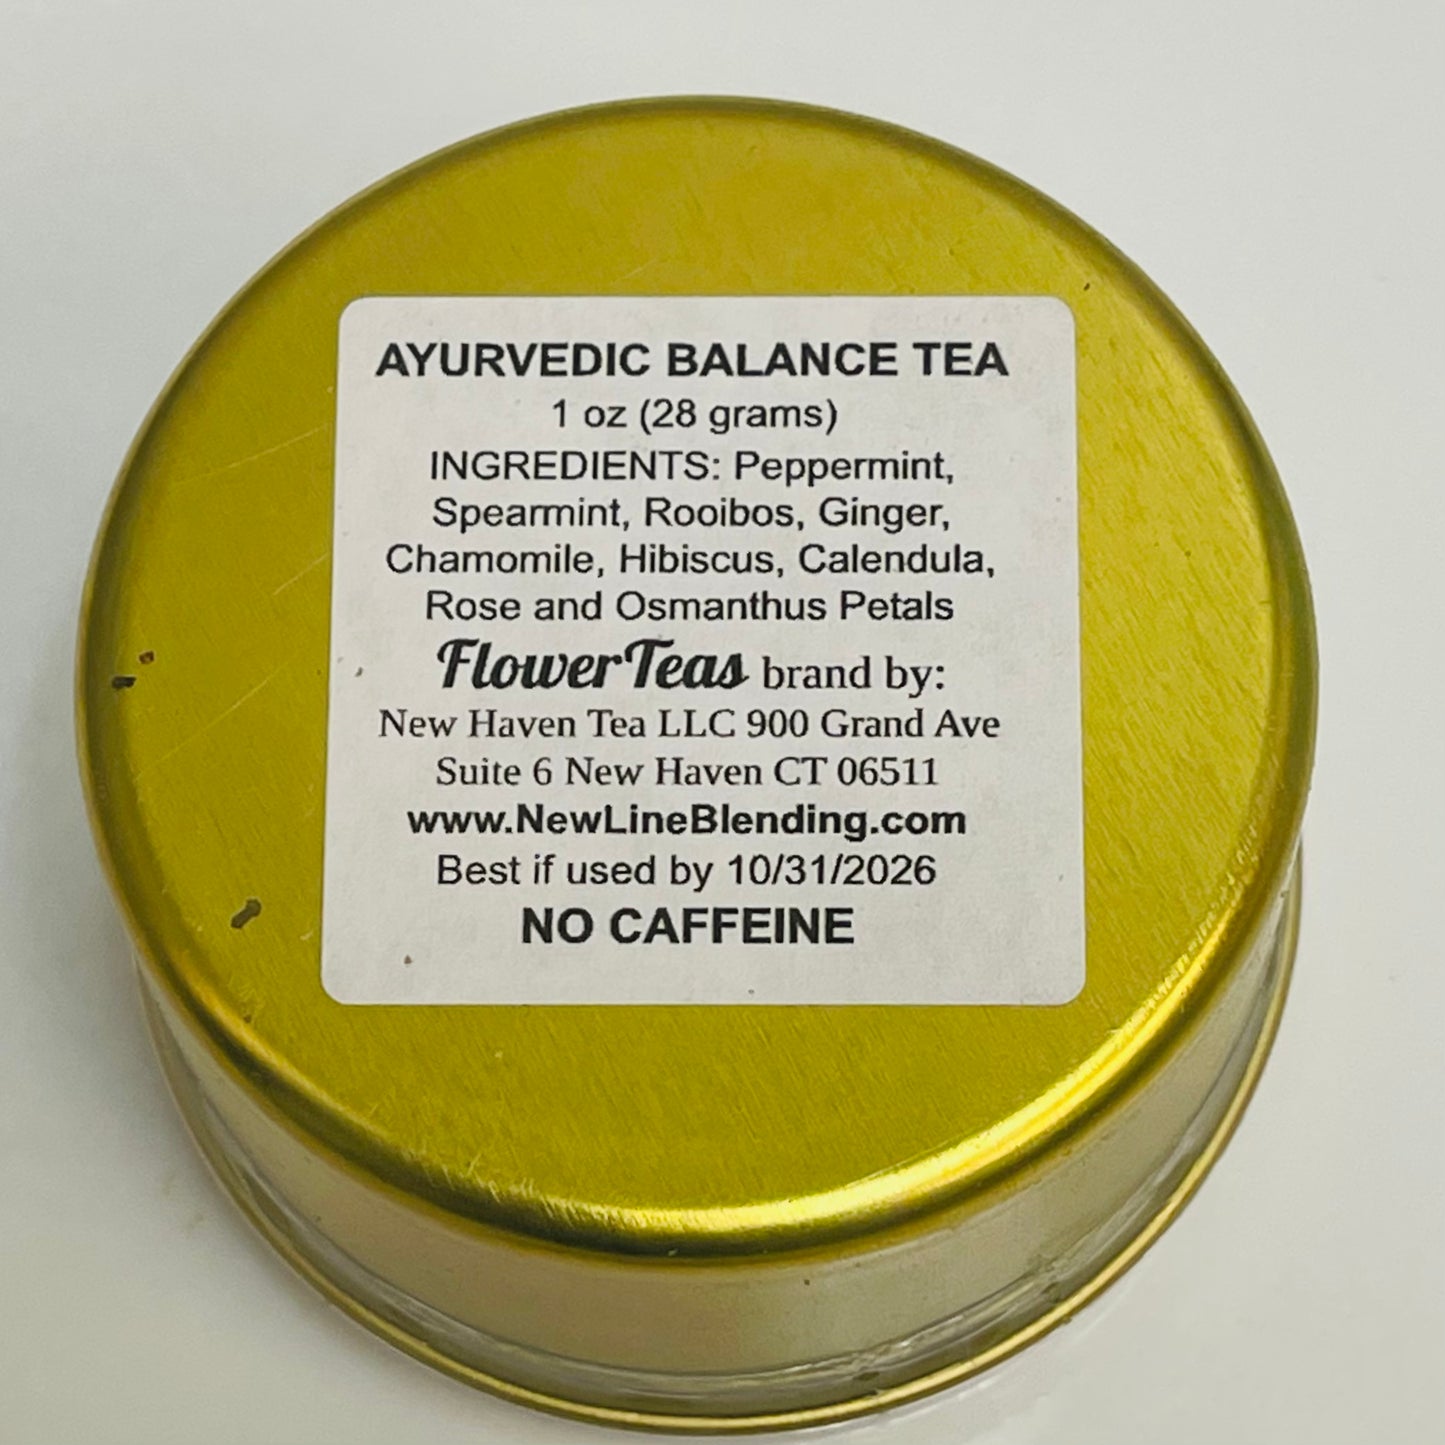 AYURVEDIC BALANCE TEA
1 oz (28 grams)
INGREDIENTS: Peppermint,
Spearmint, Rooibos, Ginger,
Chamomile, Hibiscus, Calendula,
Rose and Osmanthus Petals
FlowerTeas brand by:
New Haven Tea LLC 900 Grand Ave
Suite 6 New Haven CT 06511
www.NewLineBlending.com
Best if used by 10/31/2026
NO CAFFEINE